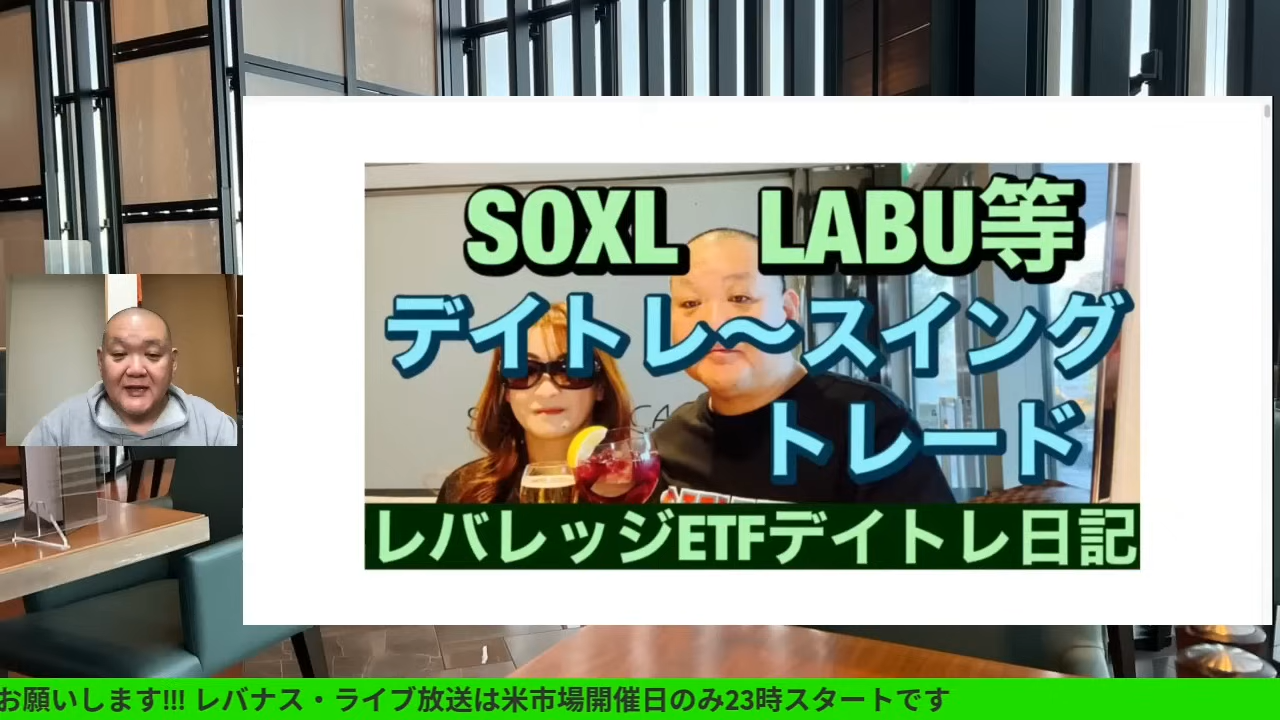 SOXL LABU等
デイトレ〜スイング
トレード
レバレッジETFデイトレ日記
お願いします!!! レバナス・ライブ放送は米市場開催日のみ23時スタートです